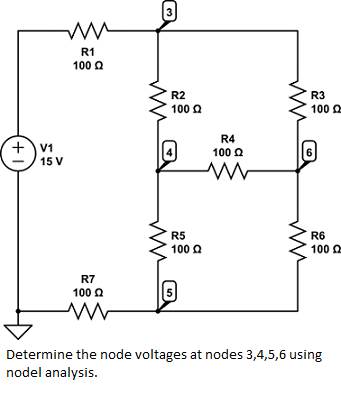 3
R1
100 Ω
R2
100 Ω
R3
100 Ω
+
V1
15 V
4
R4
100 Ω
6
R5
100 Ω
R6
100 Ω
R7
100 Ω
5
Determine the node voltages at nodes 3,4,5,6 using
nodel analysis.